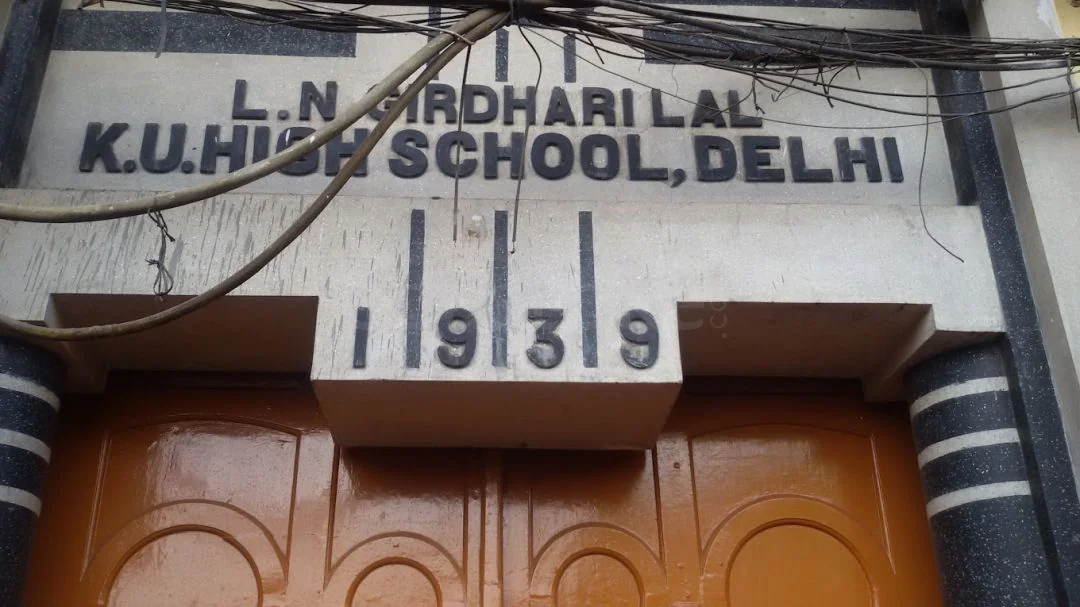 L.N GIRDHARI LAL
K.U.HIGH SCHOOL, DELHI
1939